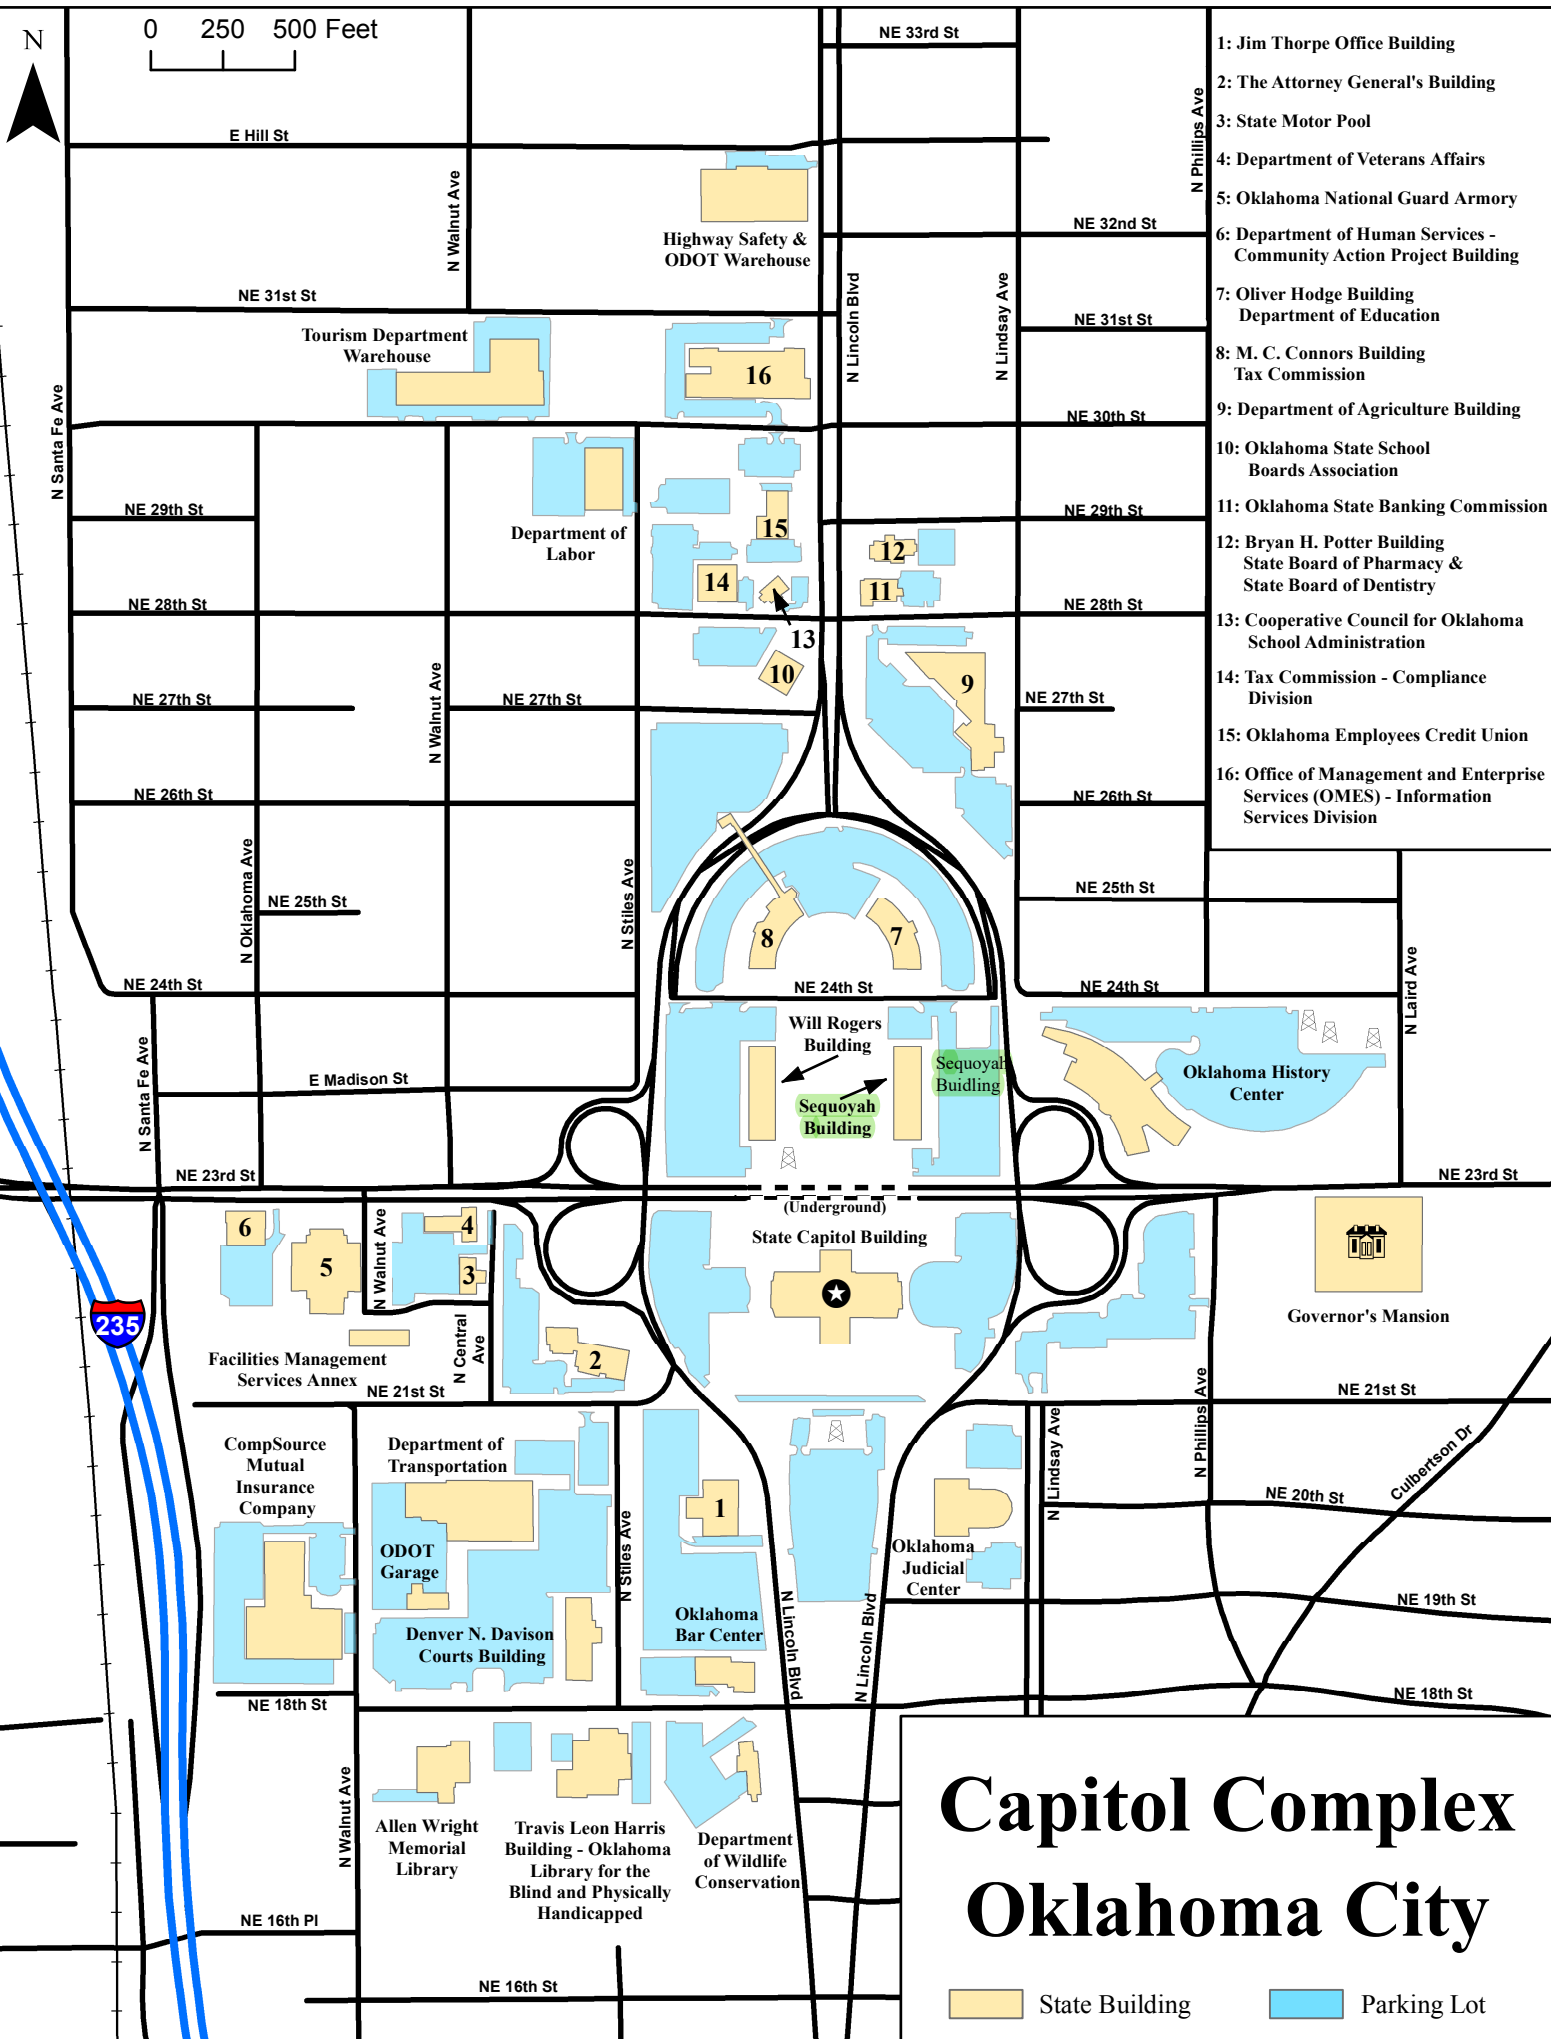 N
0 250 500 Feet
NE 33rd St
E Hill St
N Walnut Ave
N Phillips Ave
Highway Safety &
ODOT Warehouse
NE 32nd St
NE 31st St
N Lincoln Blvd
N Lindsay Ave
NE 31st St
Tourism Department
Warehouse
16
N Santa Fe Ave
NE 30th St
NE 29th St
Department of
Labor
15
NE 29th St
12
14
11
NE 28th St
13
NE 28th St
10
9
N Walnut Ave
NE 27th St
NE 27th St
NE 27th St
NE 26th St
NE 26th St
N Oklahoma Ave
N Stiles Ave
NE 25th St
NE 25th St
8
7
N Laird Ave
NE 24th St
NE 24th St
NE 24th St
Will Rogers
Building
N Santa Fe Ave
E Madison St
Sequoyah
Buidling
Sequoyah
Building
Oklahoma History
Center
NE 23rd St
NE 23rd St
(Underground)
State Capitol Building
6
5
N Walnut Ave
4
3
235
Governor's Mansion
N Central
Ave
2
Facilities Management
Services Annex
NE 21st St
NE 21st St
N Phillips Ave
N Lindsay Ave
Culbertson Dr
CompSource
Mutual
Insurance
Company
Department of
Transportation
1
NE 20th St
ODOT
Garage
N Stiles Ave
Oklahoma
Judicial
Center
NE 19th St
Denver N. Davison
Courts Building
Oklahoma
Bar Center
N Lincoln Blvd
N Lincoln Blvd
NE 18th St
NE 18th St
N Walnut Ave
Allen Wright
Memorial
Library
Travis Leon Harris
Building - Oklahoma
Library for the
Blind and Physically
Handicapped
Department
of Wildlife
Conservation
NE 16th Pl
NE 16th St
1: Jim Thorpe Office Building
2: The Attorney General's Building
3: State Motor Pool
4: Department of Veterans Affairs
5: Oklahoma National Guard Armory
6: Department of Human Services -
Community Action Project Building
7: Oliver Hodge Building
Department of Education
8: M. C. Connors Building
Tax Commission
9: Department of Agriculture Building
10: Oklahoma State School
Boards Association
11: Oklahoma State Banking Commission
12: Bryan H. Potter Building
State Board of Pharmacy &
State Board of Dentistry
13: Cooperative Council for Oklahoma
School Administration
14: Tax Commission - Compliance
Division
15: Oklahoma Employees Credit Union
16: Office of Management and Enterprise
Services (OMES) - Information
Services Division
Capitol Complex
Oklahoma City
State Building
Parking Lot